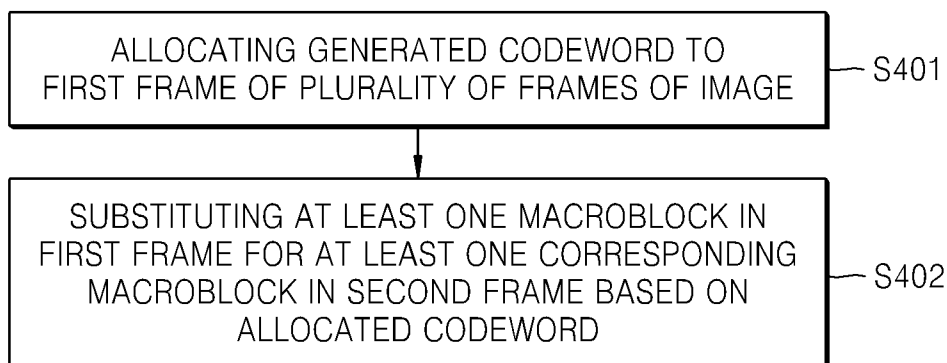 ALLOCATING GENERATED CODEWORD TO
FIRST FRAME OF PLURALITY OF FRAMES OF IMAGE
S401
SUBSTITUTING AT LEAST ONE MACROBLOCK IN
FIRST FRAME FOR AT LEAST ONE CORRESPONDING
MACROBLOCK IN SECOND FRAME BASED ON
ALLOCATED CODEWORD
S402